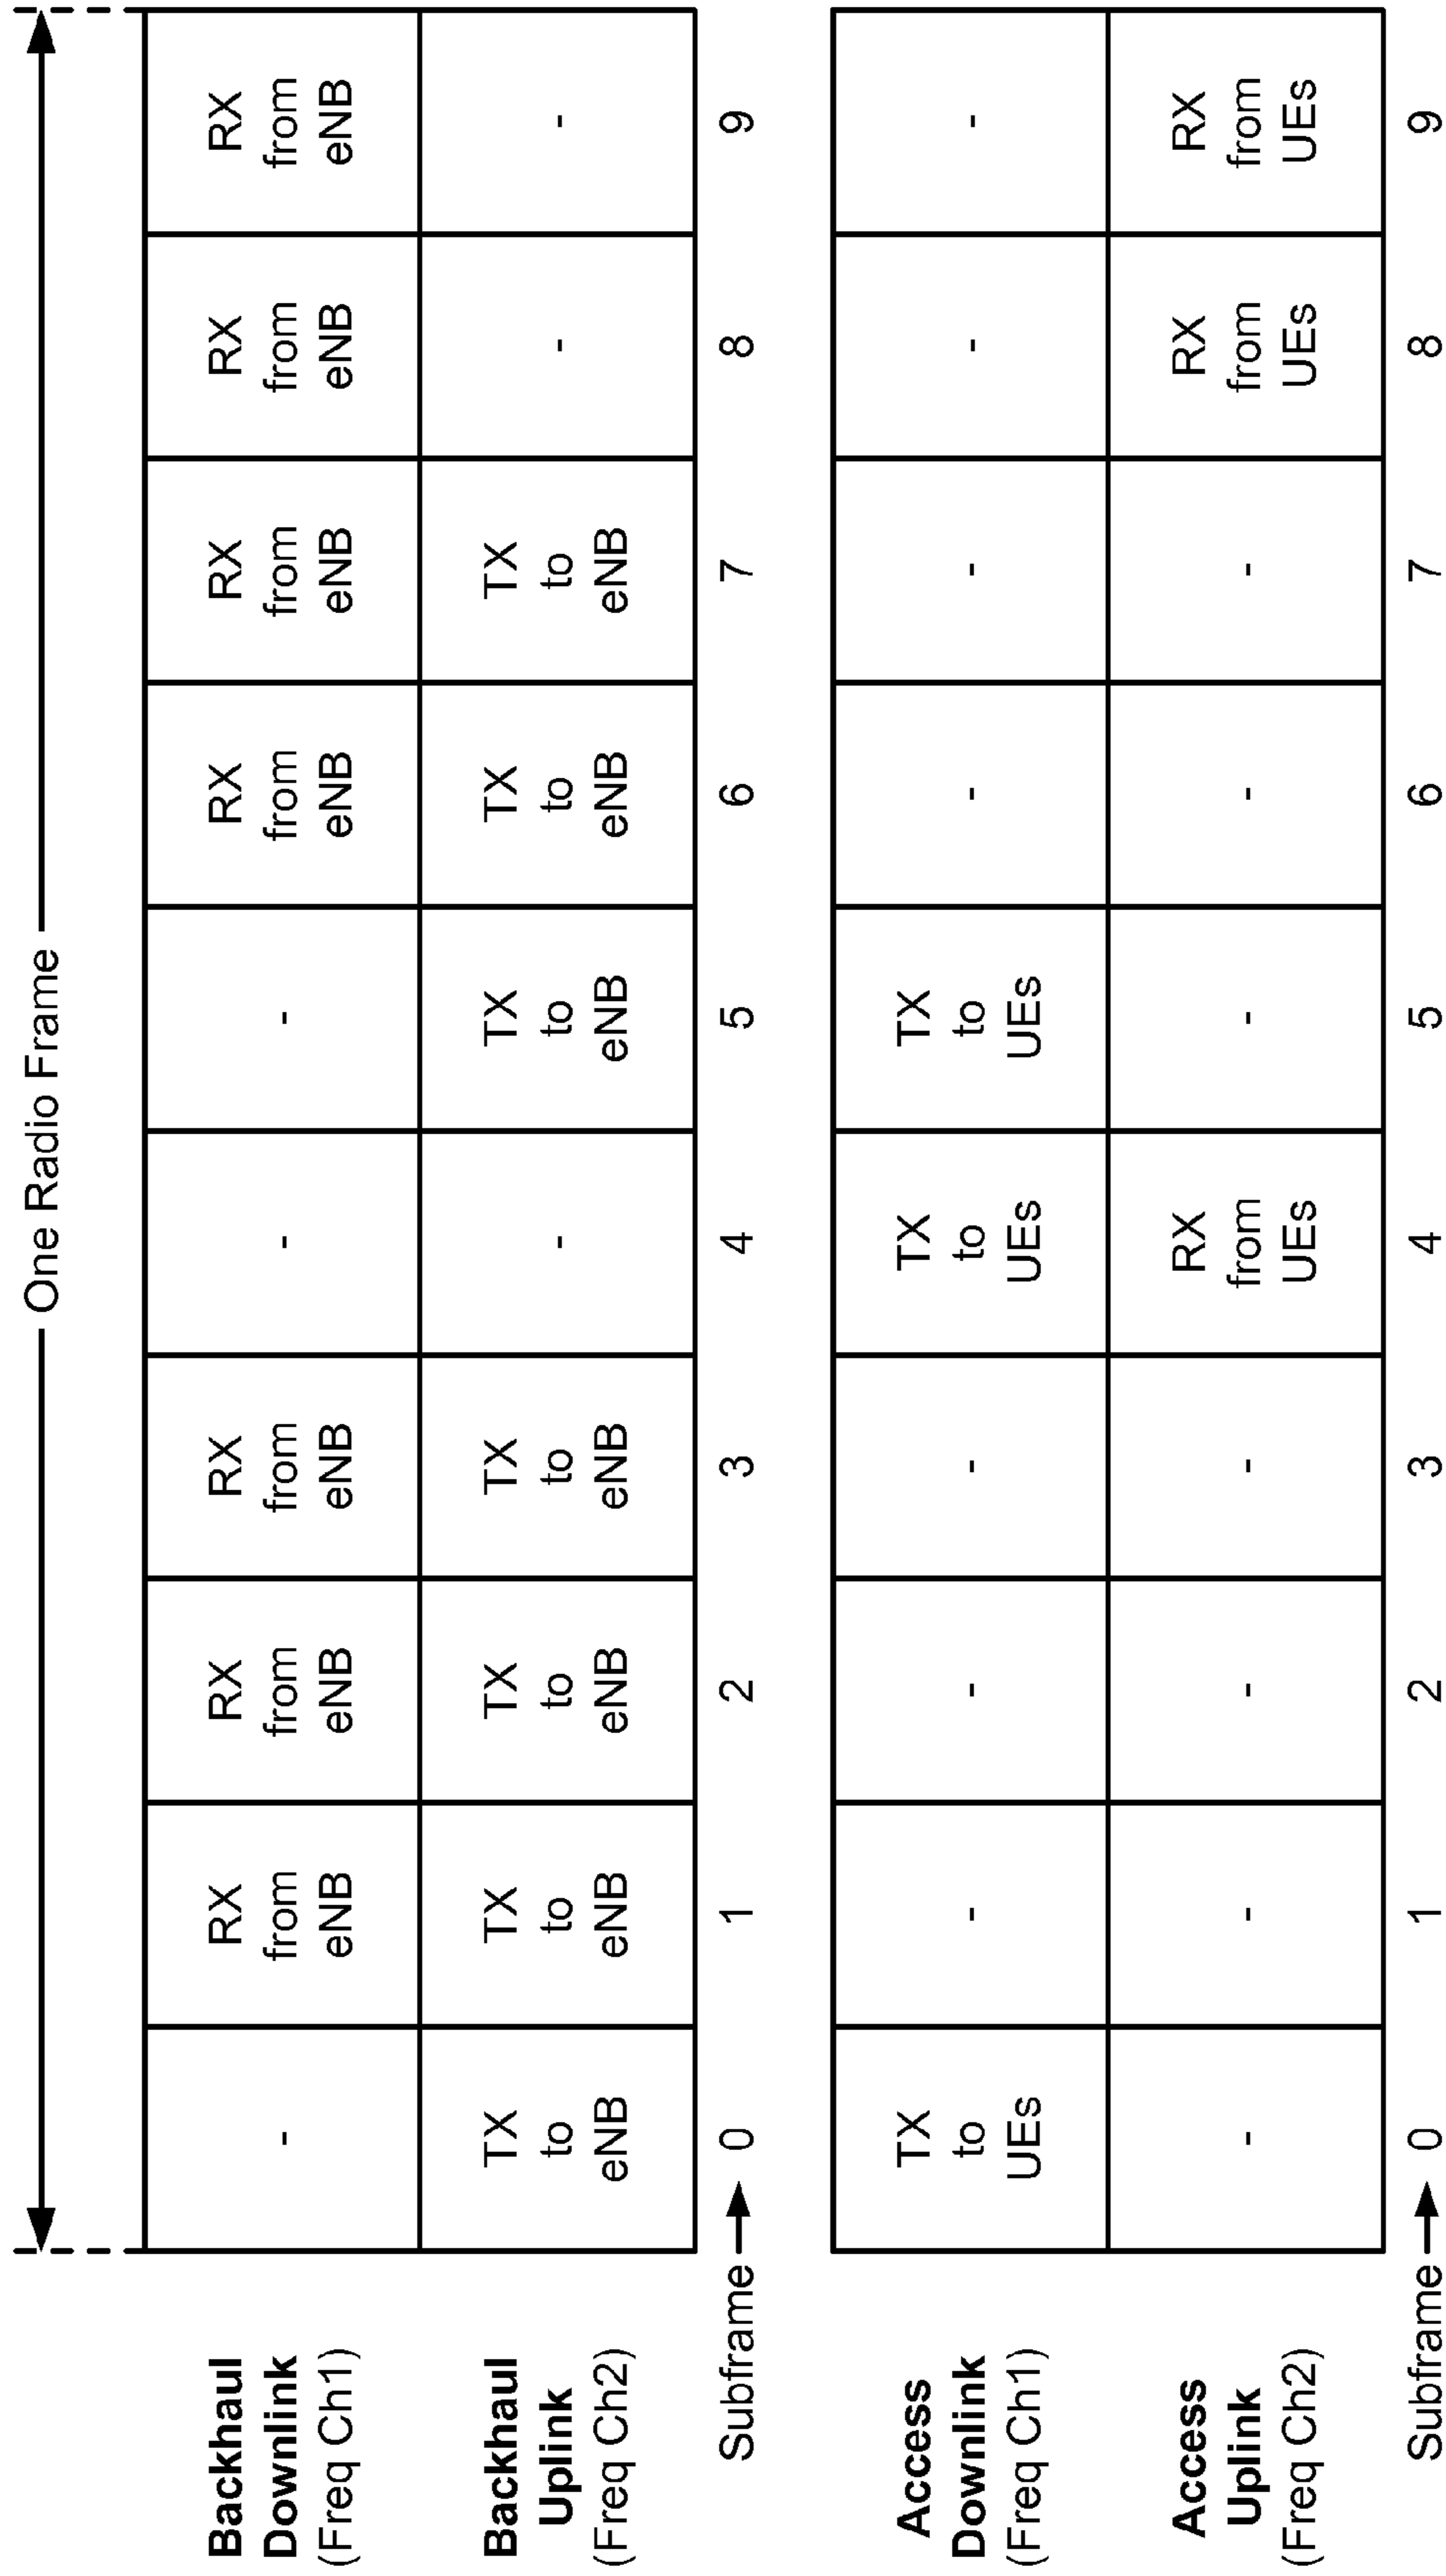 One Radio Frame
Backhaul
Downlink
(Freq Ch1)
-
RX
from
eNB
RX
from
eNB
RX
from
eNB
-
-
RX
from
eNB
RX
from
eNB
RX
from
eNB
RX
from
eNB
Backhaul
Uplink
(Freq Ch2)
TX
to
eNB
TX
to
eNB
TX
to
eNB
TX
to
eNB
-
TX
to
eNB
TX
to
eNB
TX
to
eNB
-
-
Subframe 0 1 2 3 4 5 6 7 8 9
Access
Downlink
(Freq Ch1)
TX
to
UEs
-
-
-
TX
to
UEs
TX
to
UEs
-
-
-
-
Access
Uplink
(Freq Ch2)
-
-
-
-
RX
from
UEs
-
-
-
RX
from
UEs
RX
from
UEs
Subframe 0 1 2 3 4 5 6 7 8 9